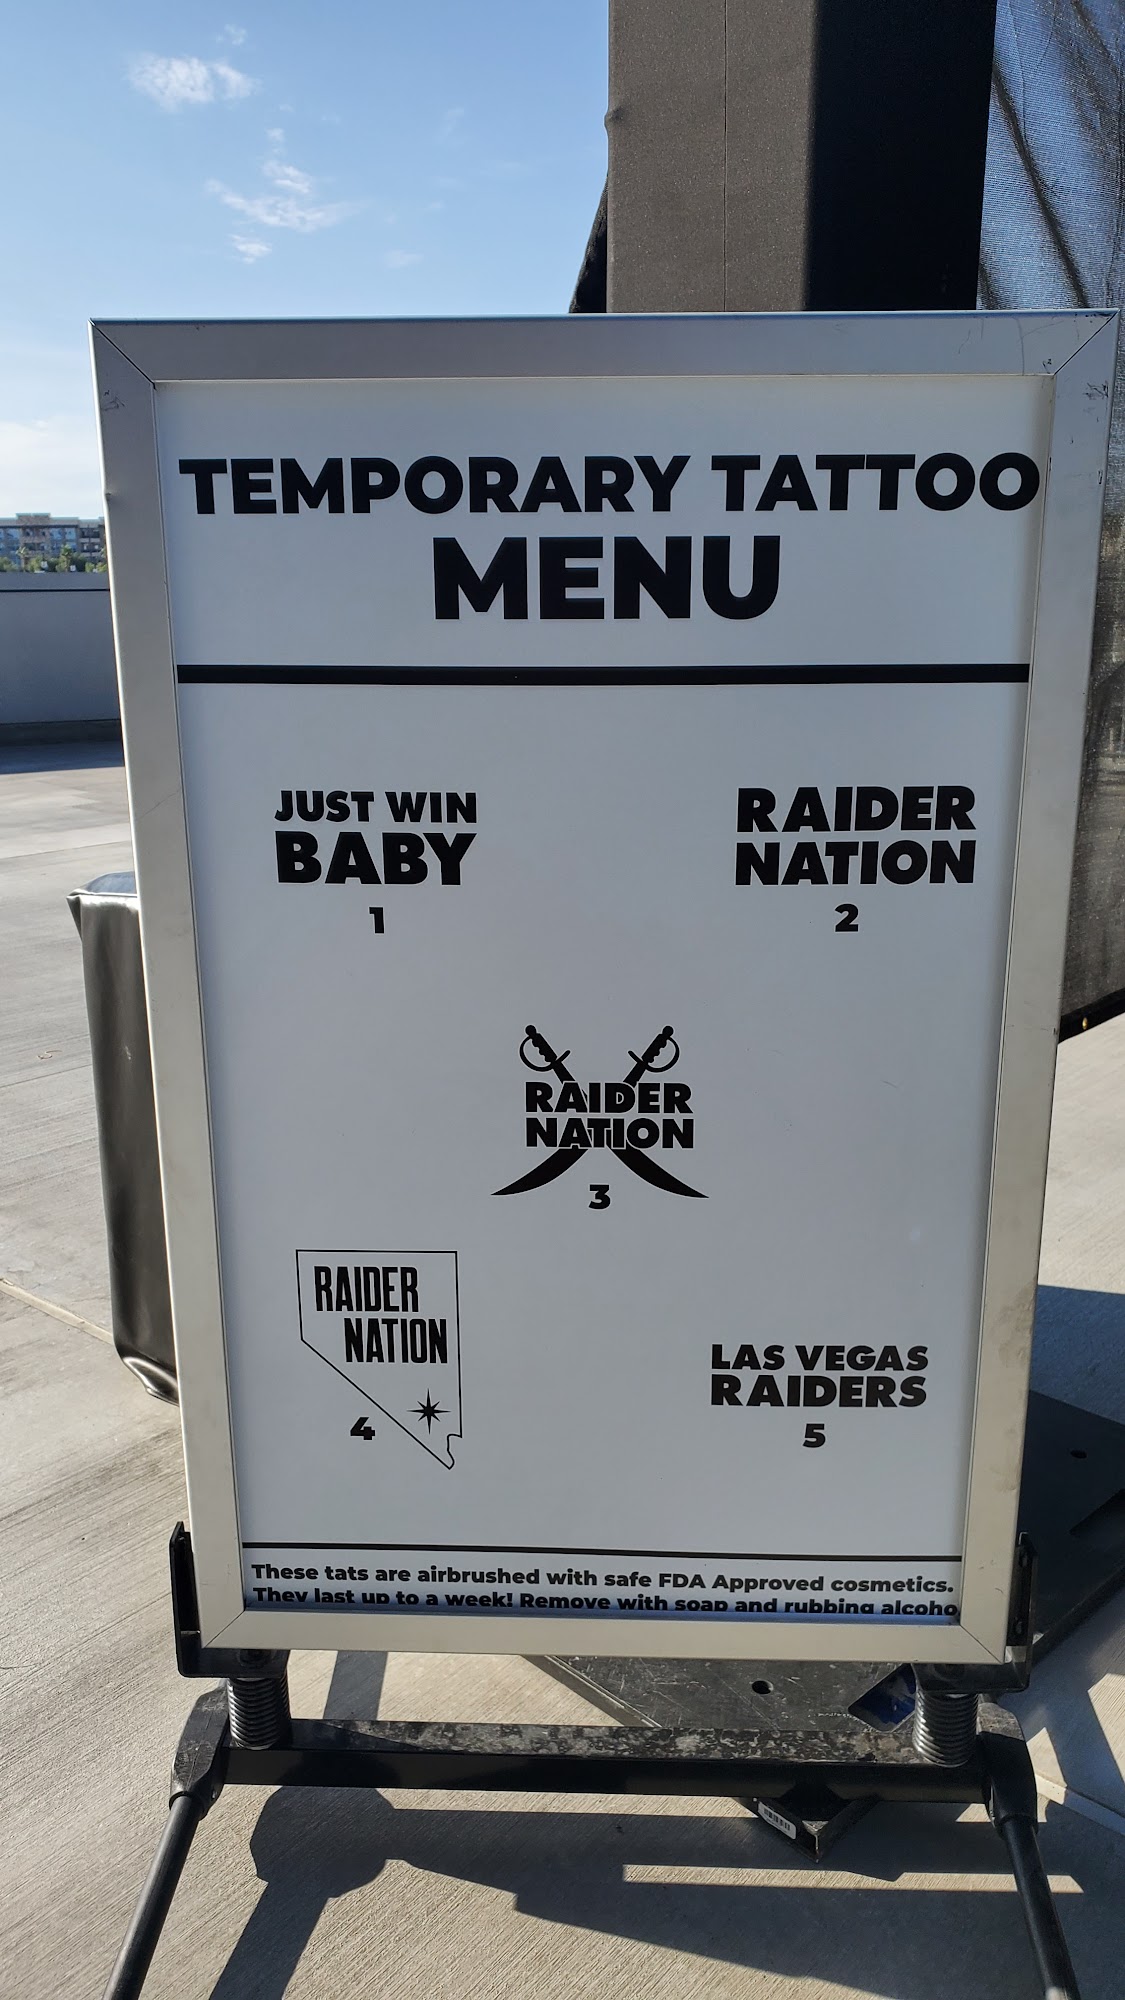 TEMPORARY TATTOO
MENU
JUST WIN
BABY
1
RAIDER
NATION
2
RAIDER
NATION
3
RAIDER
NATION
4
LAS VEGAS
RAIDERS
5
These tats are airbrushed with safe FDA Approved cosmetics.
They last up to a week! Remove with soap and rubbing alcoho